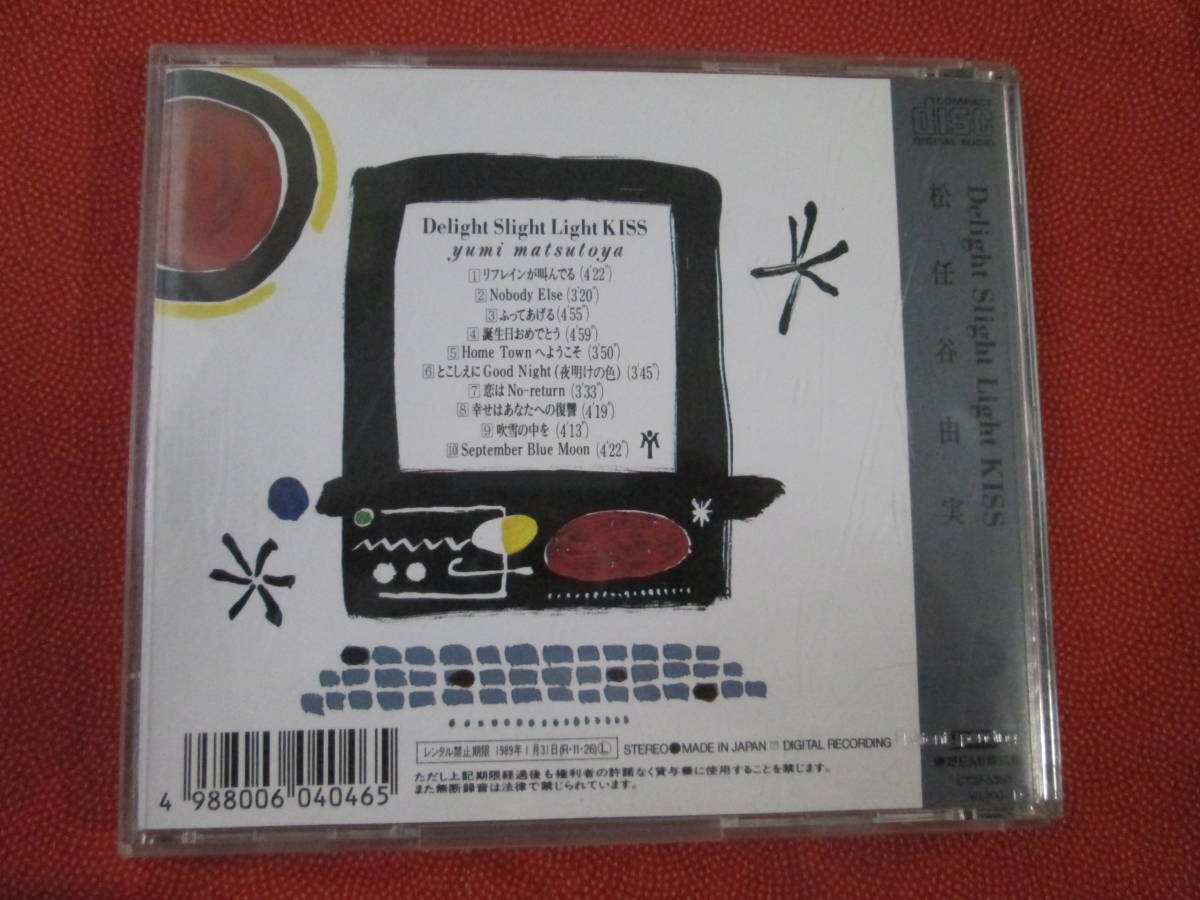 Delight Slight Light KISS
yumi matsutoya
1 リフレインが叫んでる (4'22")
2 Nobody Else (3'20")
3 ふってあげる (4'55")
4 誕生日おめでとう (4'59")
5 Home Town へようこそ (3'50")
6 とこしえに Good Night (夜明けの色) (3'45")
7 恋は No-return (3'33")
8 幸せはあなたへの復讐 (4'19")
9 吹雪の中を (4'13")
10 September Blue Moon (4'22")
4 988006 040465
レンタル禁止期限 1989年1月31日(R・11・26) L STEREO●MADE IN JAPAN DIGITAL RECORDING
ただし上記期限経過後も権利者の許諾なく賃与業に使用することを禁じます。
また無断録音は法律で禁じられています。
COMPACT
disc
DIGITAL AUDIO
Delight Slight Light KISS
松任谷由実
pending